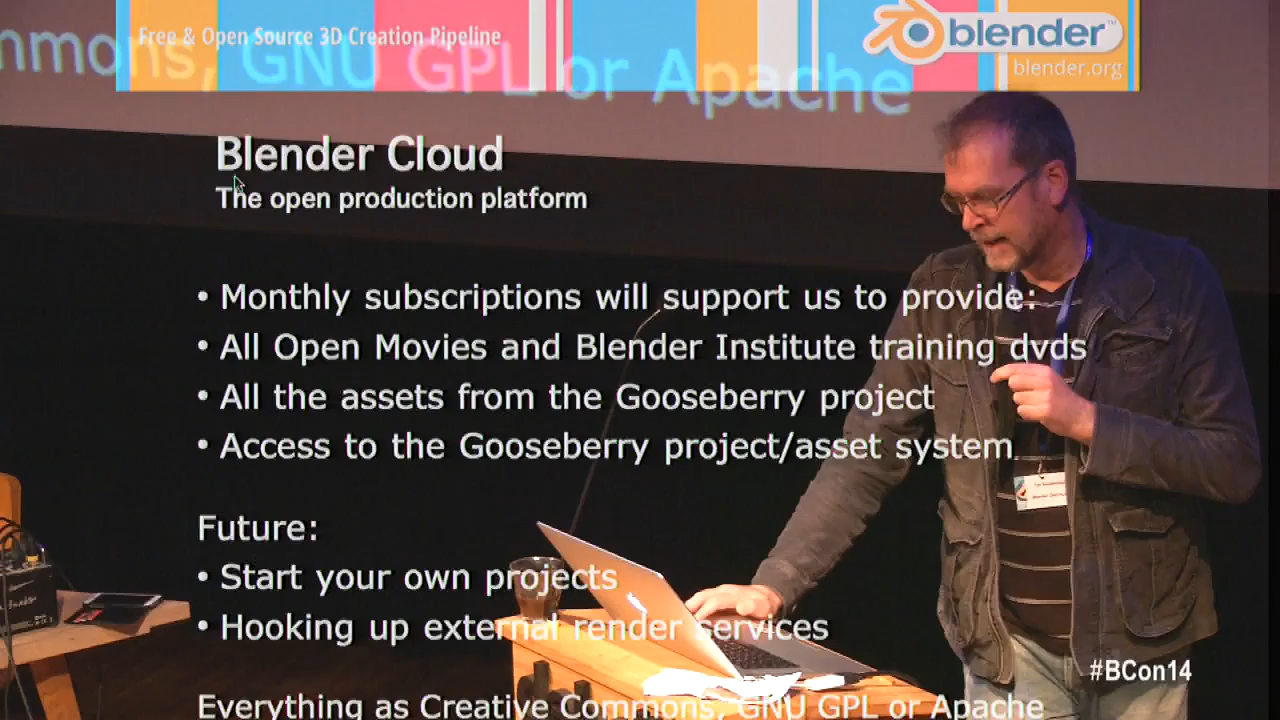 mmons, GNU GPL or Apache
Free & Open Source 3D Creation Pipeline
blender™
blender.org
Blender Cloud
The open production platform
• Monthly subscriptions will support us to provide:
• All Open Movies and Blender Institute training dvds
• All the assets from the Gooseberry project
• Access to the Gooseberry project/asset system
Future:
• Start your own projects
• Hooking up external render services
#BCon14
Everything as Creative Commons, GNU GPL or Apache